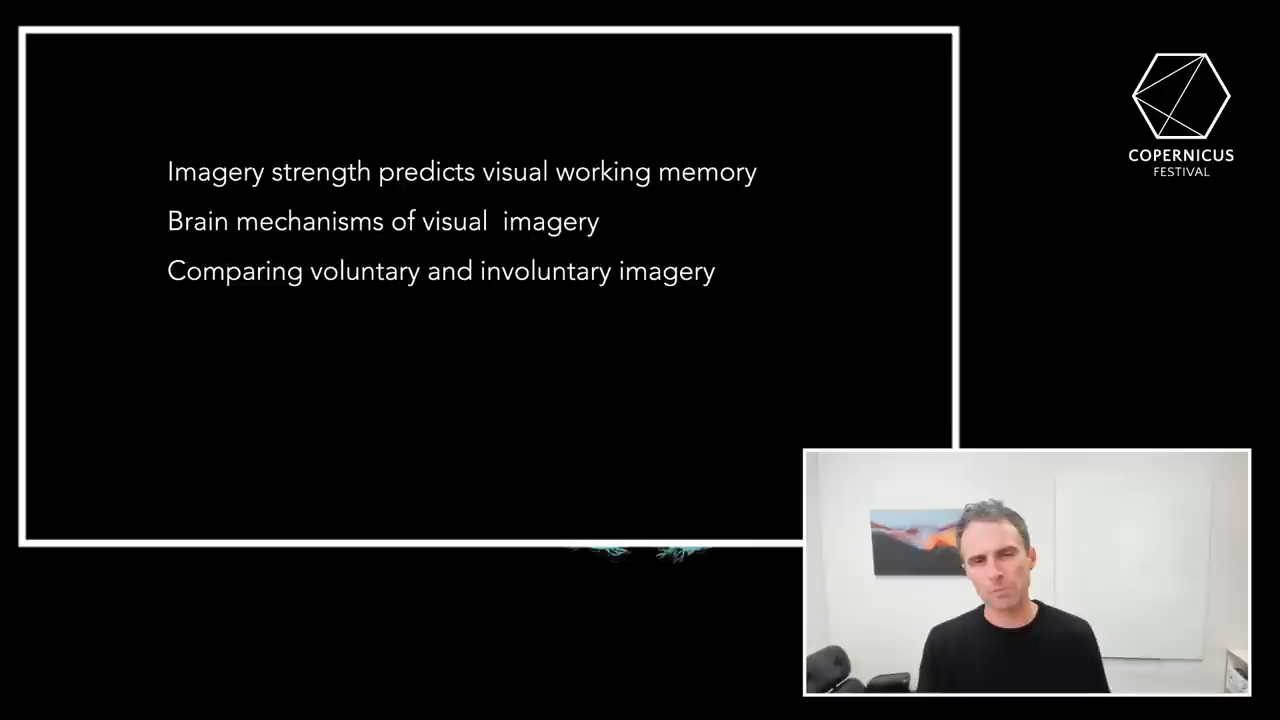 Imagery strength predicts visual working memory
Brain mechanisms of visual  imagery
Comparing voluntary and involuntary imagery
COPERNICUS
FESTIVAL